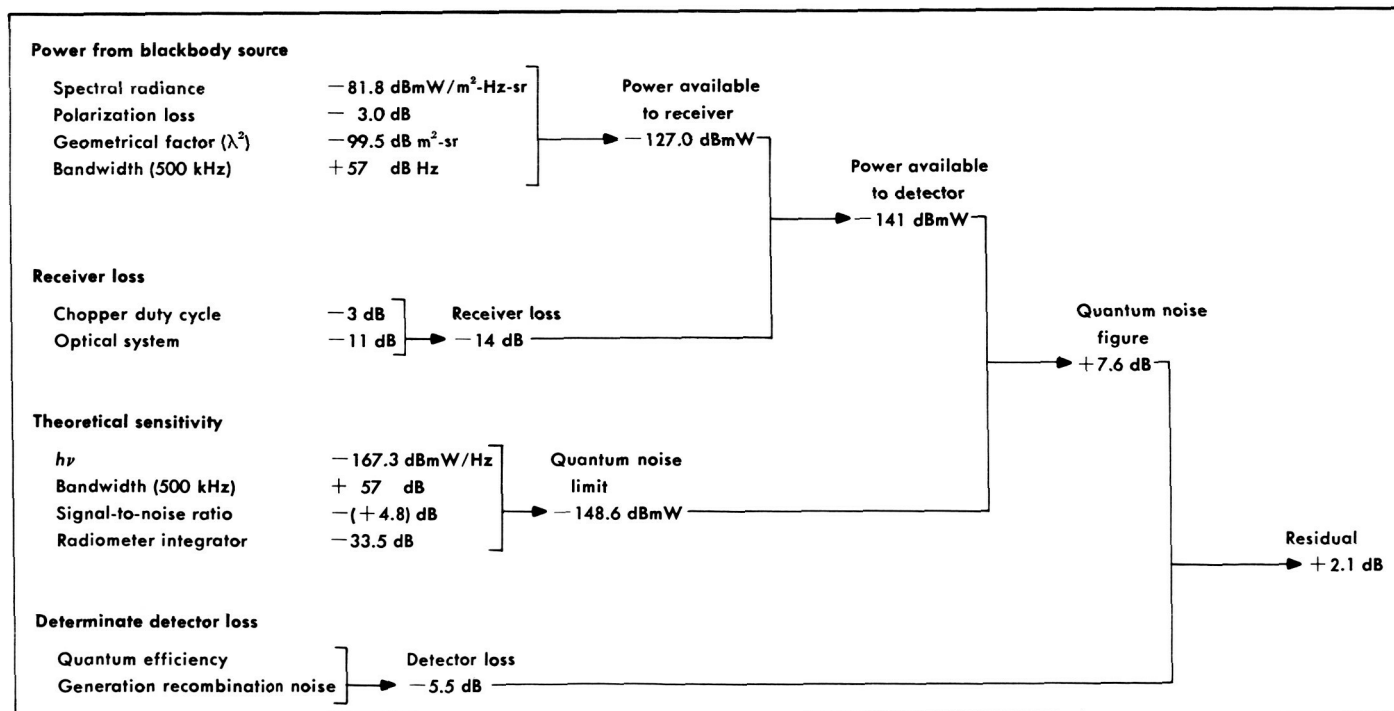 Power from blackbody source
Spectral radiance −81.8 dBmW/m²-Hz-sr
Polarization loss − 3.0 dB
Geometrical factor (λ²) −99.5 dB m²-sr
Bandwidth (500 kHz) +57 dB Hz
Power available
to receiver
−127.0 dBmW
Power available
to detector
−141 dBmW
Receiver loss
Chopper duty cycle −3 dB
Optical system −11 dB
Receiver loss
−14 dB
Quantum noise
figure
+7.6 dB
Theoretical sensitivity
hν −167.3 dBmW/Hz
Bandwidth (500 kHz) + 57 dB
Signal-to-noise ratio −(+4.8) dB
Radiometer integrator −33.5 dB
Quantum noise
limit
−148.6 dBmW
Residual
+2.1 dB
Determinate detector loss
Quantum efficiency
Generation recombination noise
Detector loss
−5.5 dB